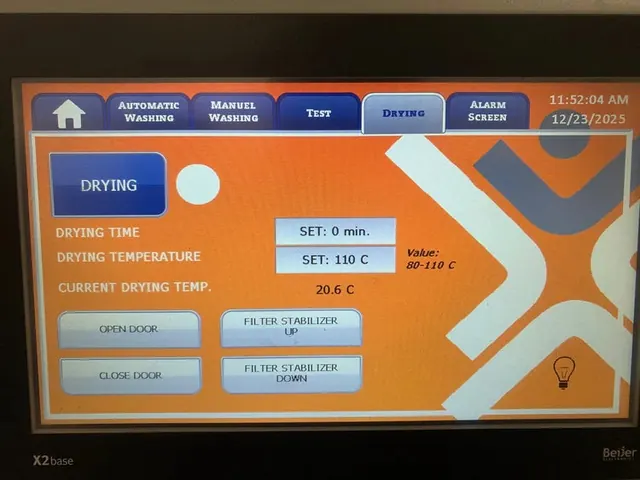 AUTOMATIC
WASHING
MANUEL
WASHING
TEST
DRYING
ALARM
SCREEN
11:52:04 AM
12/23/2025
DRYING
DRYING TIME
SET: 0 min.
DRYING TEMPERATURE
SET: 110 C
Value:
80-110 C
CURRENT DRYING TEMP.
20.6 C
OPEN DOOR
FILTER STABILIZER
UP
CLOSE DOOR
FILTER STABILIZER
DOWN
X2base
Beijer
ELECTRONICS